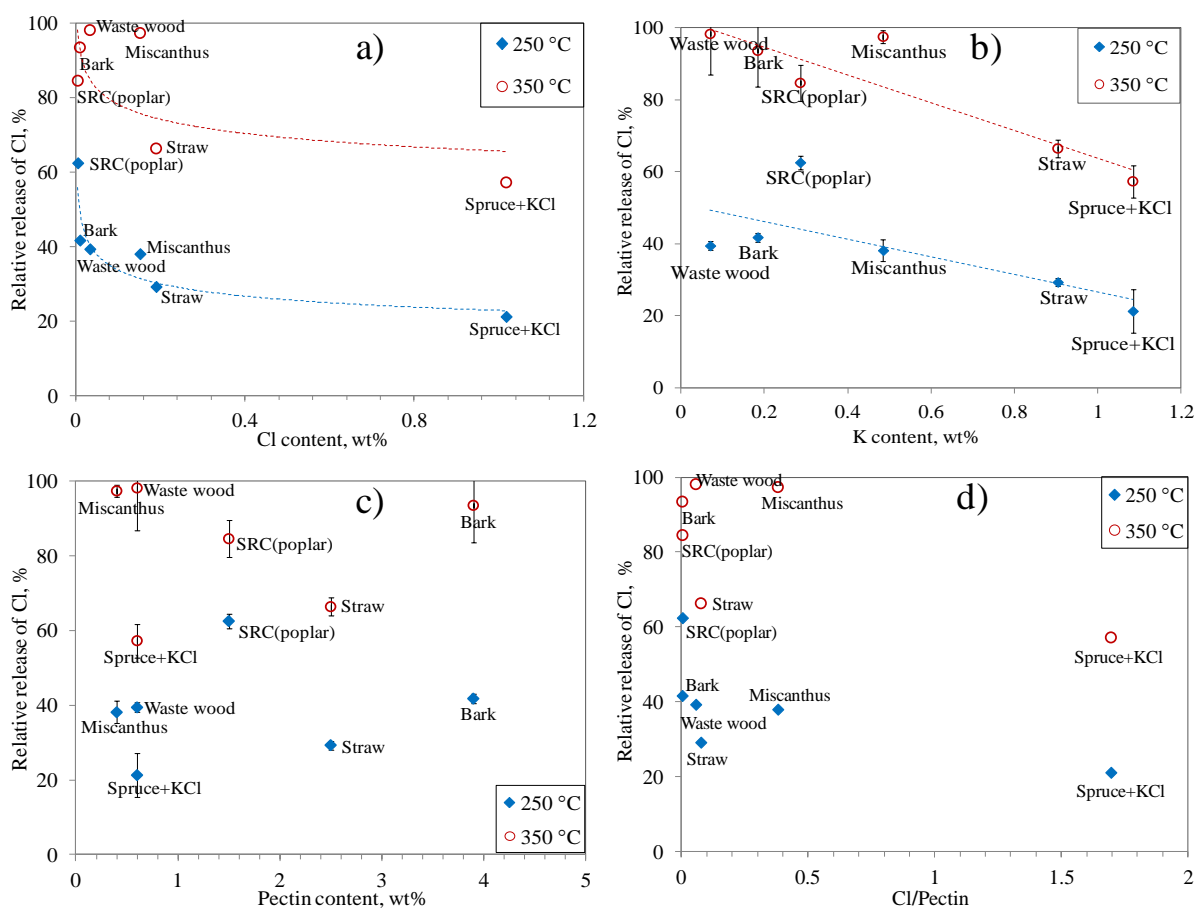 a)
250 °C
350 °C
Relative release of Cl, %
100
80
60
40
20
0
Waste wood
Miscanthus
Bark
SRC(poplar)
Straw
Spruce+KCl
SRC(poplar)
Bark
Miscanthus
Waste wood
Straw
Spruce+KCl
0
0.4
0.8
1.2
Cl content, wt%
b)
250 °C
350 °C
Relative release of Cl, %
100
80
60
40
20
0
Waste wood
Bark
SRC(poplar)
Straw
Spruce+KCl
SRC(poplar)
Waste wood
Bark
Miscanthus
Straw
Spruce+KCl
0
0.2
0.4
0.6
0.8
1
1.2
K content, wt%
c)
Relative release of Cl, %
100
80
60
40
20
0
Waste wood
Miscanthus
Bark
SRC(poplar)
Straw
Spruce+KCl
SRC(poplar)
Waste wood
Miscanthus
Bark
Straw
Spruce+KCl
250 °C
350 °C
0
1
2
3
4
5
Pectin content, wt%
d)
250 °C
350 °C
Relative release of Cl, %
100
80
60
40
20
0
Waste wood
Miscanthus
Bark
SRC(poplar)
Straw
SRC(poplar)
Spruce+KCl
Bark
Miscanthus
Waste wood
Straw
Spruce+KCl
0
0.5
1
1.5
2
Cl/Pectin